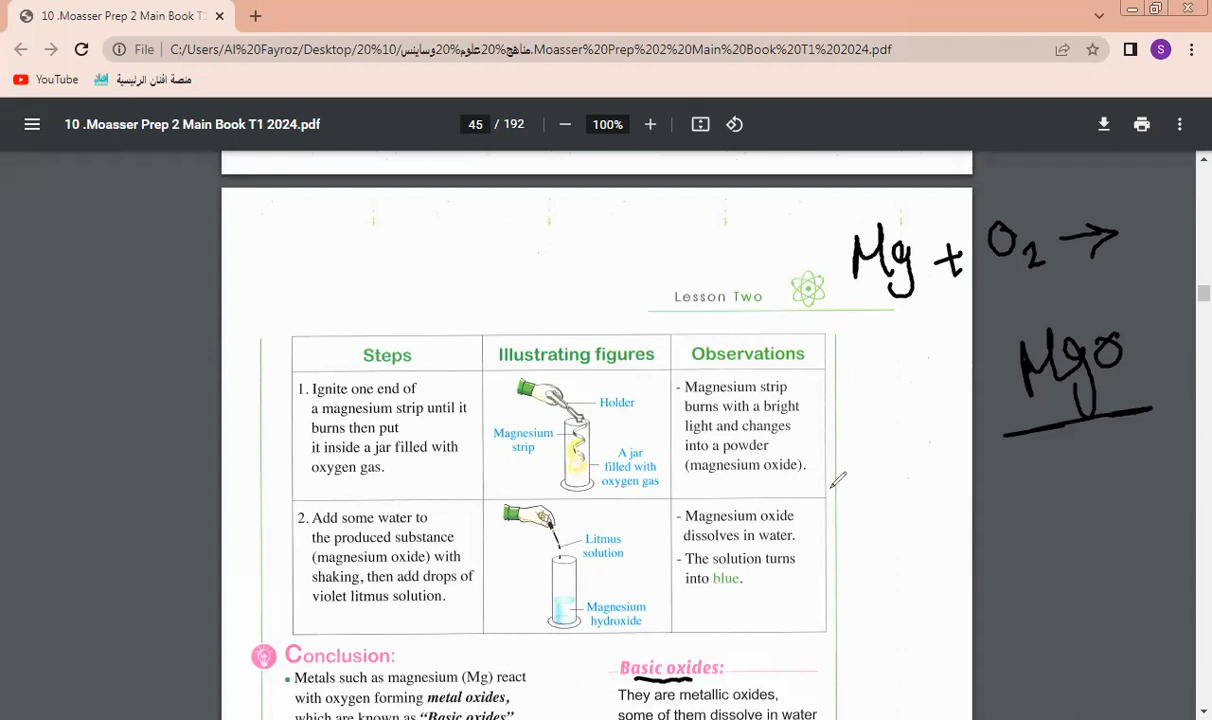 10 .Moasser Prep 2 Main Book T1
File
C:/Users/Al%20Fayroz/Desktop/20%10/مناهج%20علوم%20وساينس.Moasser%20Prep%202%20Main%20Book%20T1%202024.pdf
S
YouTube
منصة افنان الرئيسية
10 .Moasser Prep 2 Main Book T1 2024.pdf
45 / 192
100%
Mg + O2 →
Lesson Two
MgO
Steps
Illustrating figures
Observations
1. Ignite one end of
a magnesium strip until it
burns then put
it inside a jar filled with
oxygen gas.
Holder
Magnesium
strip
A jar
filled with
oxygen gas
- Magnesium strip
burns with a bright
light and changes
into a powder
(magnesium oxide).
2. Add some water to
the produced substance
(magnesium oxide) with
shaking, then add drops of
violet litmus solution.
Litmus
solution
Magnesium
hydroxide
- Magnesium oxide
dissolves in water.
- The solution turns
into blue.
Conclusion:
• Metals such as magnesium (Mg) react
with oxygen forming metal oxides,
which are known as "Basic oxides"
Basic oxides:
They are metallic oxides,
some of them dissolve in water